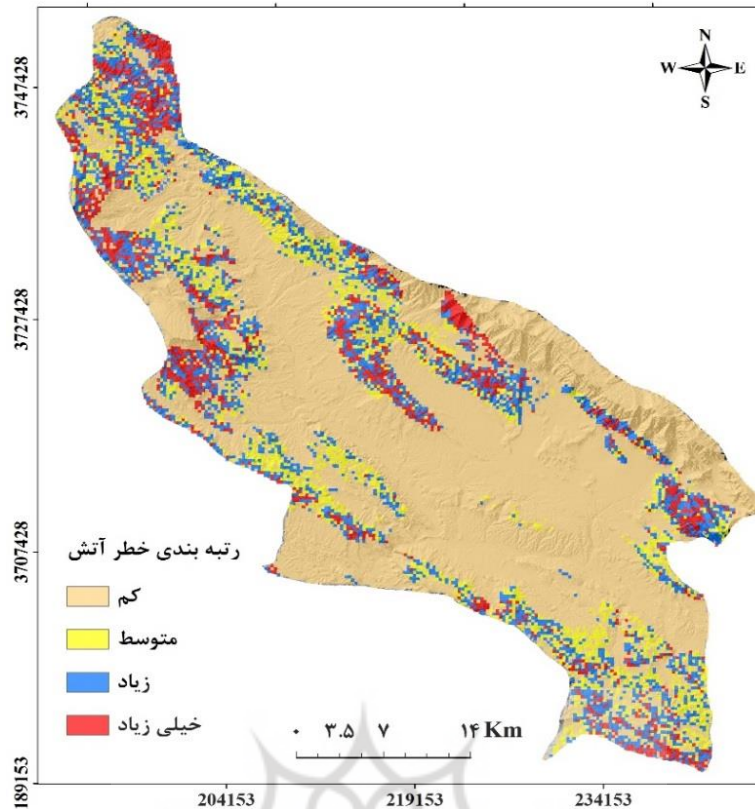 N
W E
S
3747428
3727428
3707428
رتبه بندی خطر آتش
کم
متوسط
زیاد
خیلی زیاد
۰ ۳.۵ ۷ ۱۴ Km
189153
204153 219153 234153